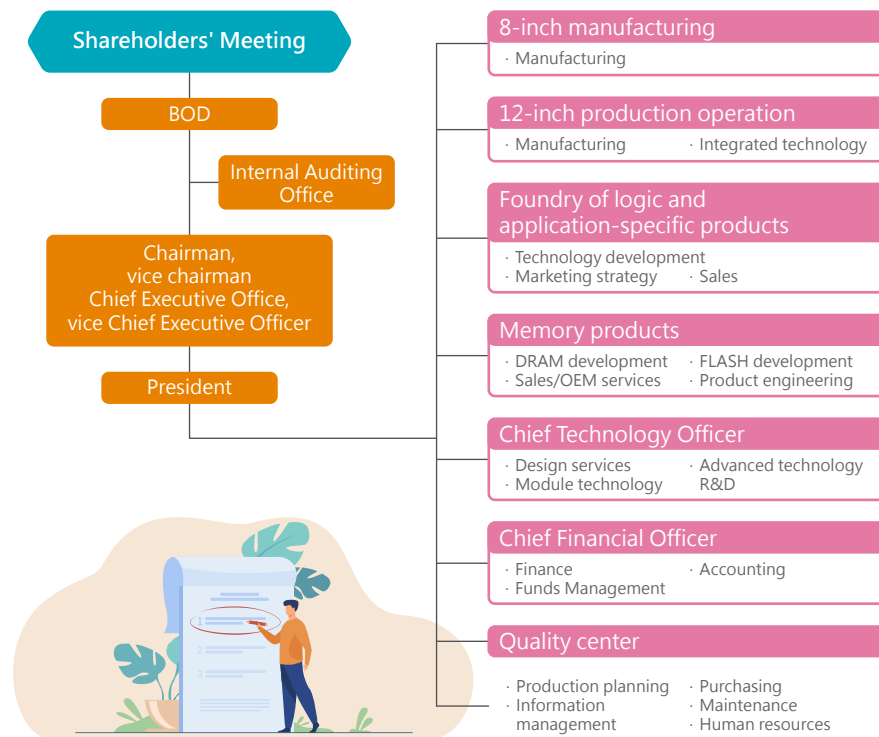 Shareholders' Meeting
BOD
Internal Auditing
Office
Chairman,
vice chairman
Chief Executive Office,
vice Chief Executive Officer
President
8-inch manufacturing
· Manufacturing
12-inch production operation
· Manufacturing · Integrated technology
Foundry of logic and
application-specific products
· Technology development
· Marketing strategy · Sales
Memory products
· DRAM development · FLASH development
· Sales/OEM services · Product engineering
Chief Technology Officer
· Design services · Advanced technology
· Module technology R&D
Chief Financial Officer
· Finance · Accounting
· Funds Management
Quality center
· Production planning · Purchasing
· Information · Maintenance
management · Human resources
1
2
3